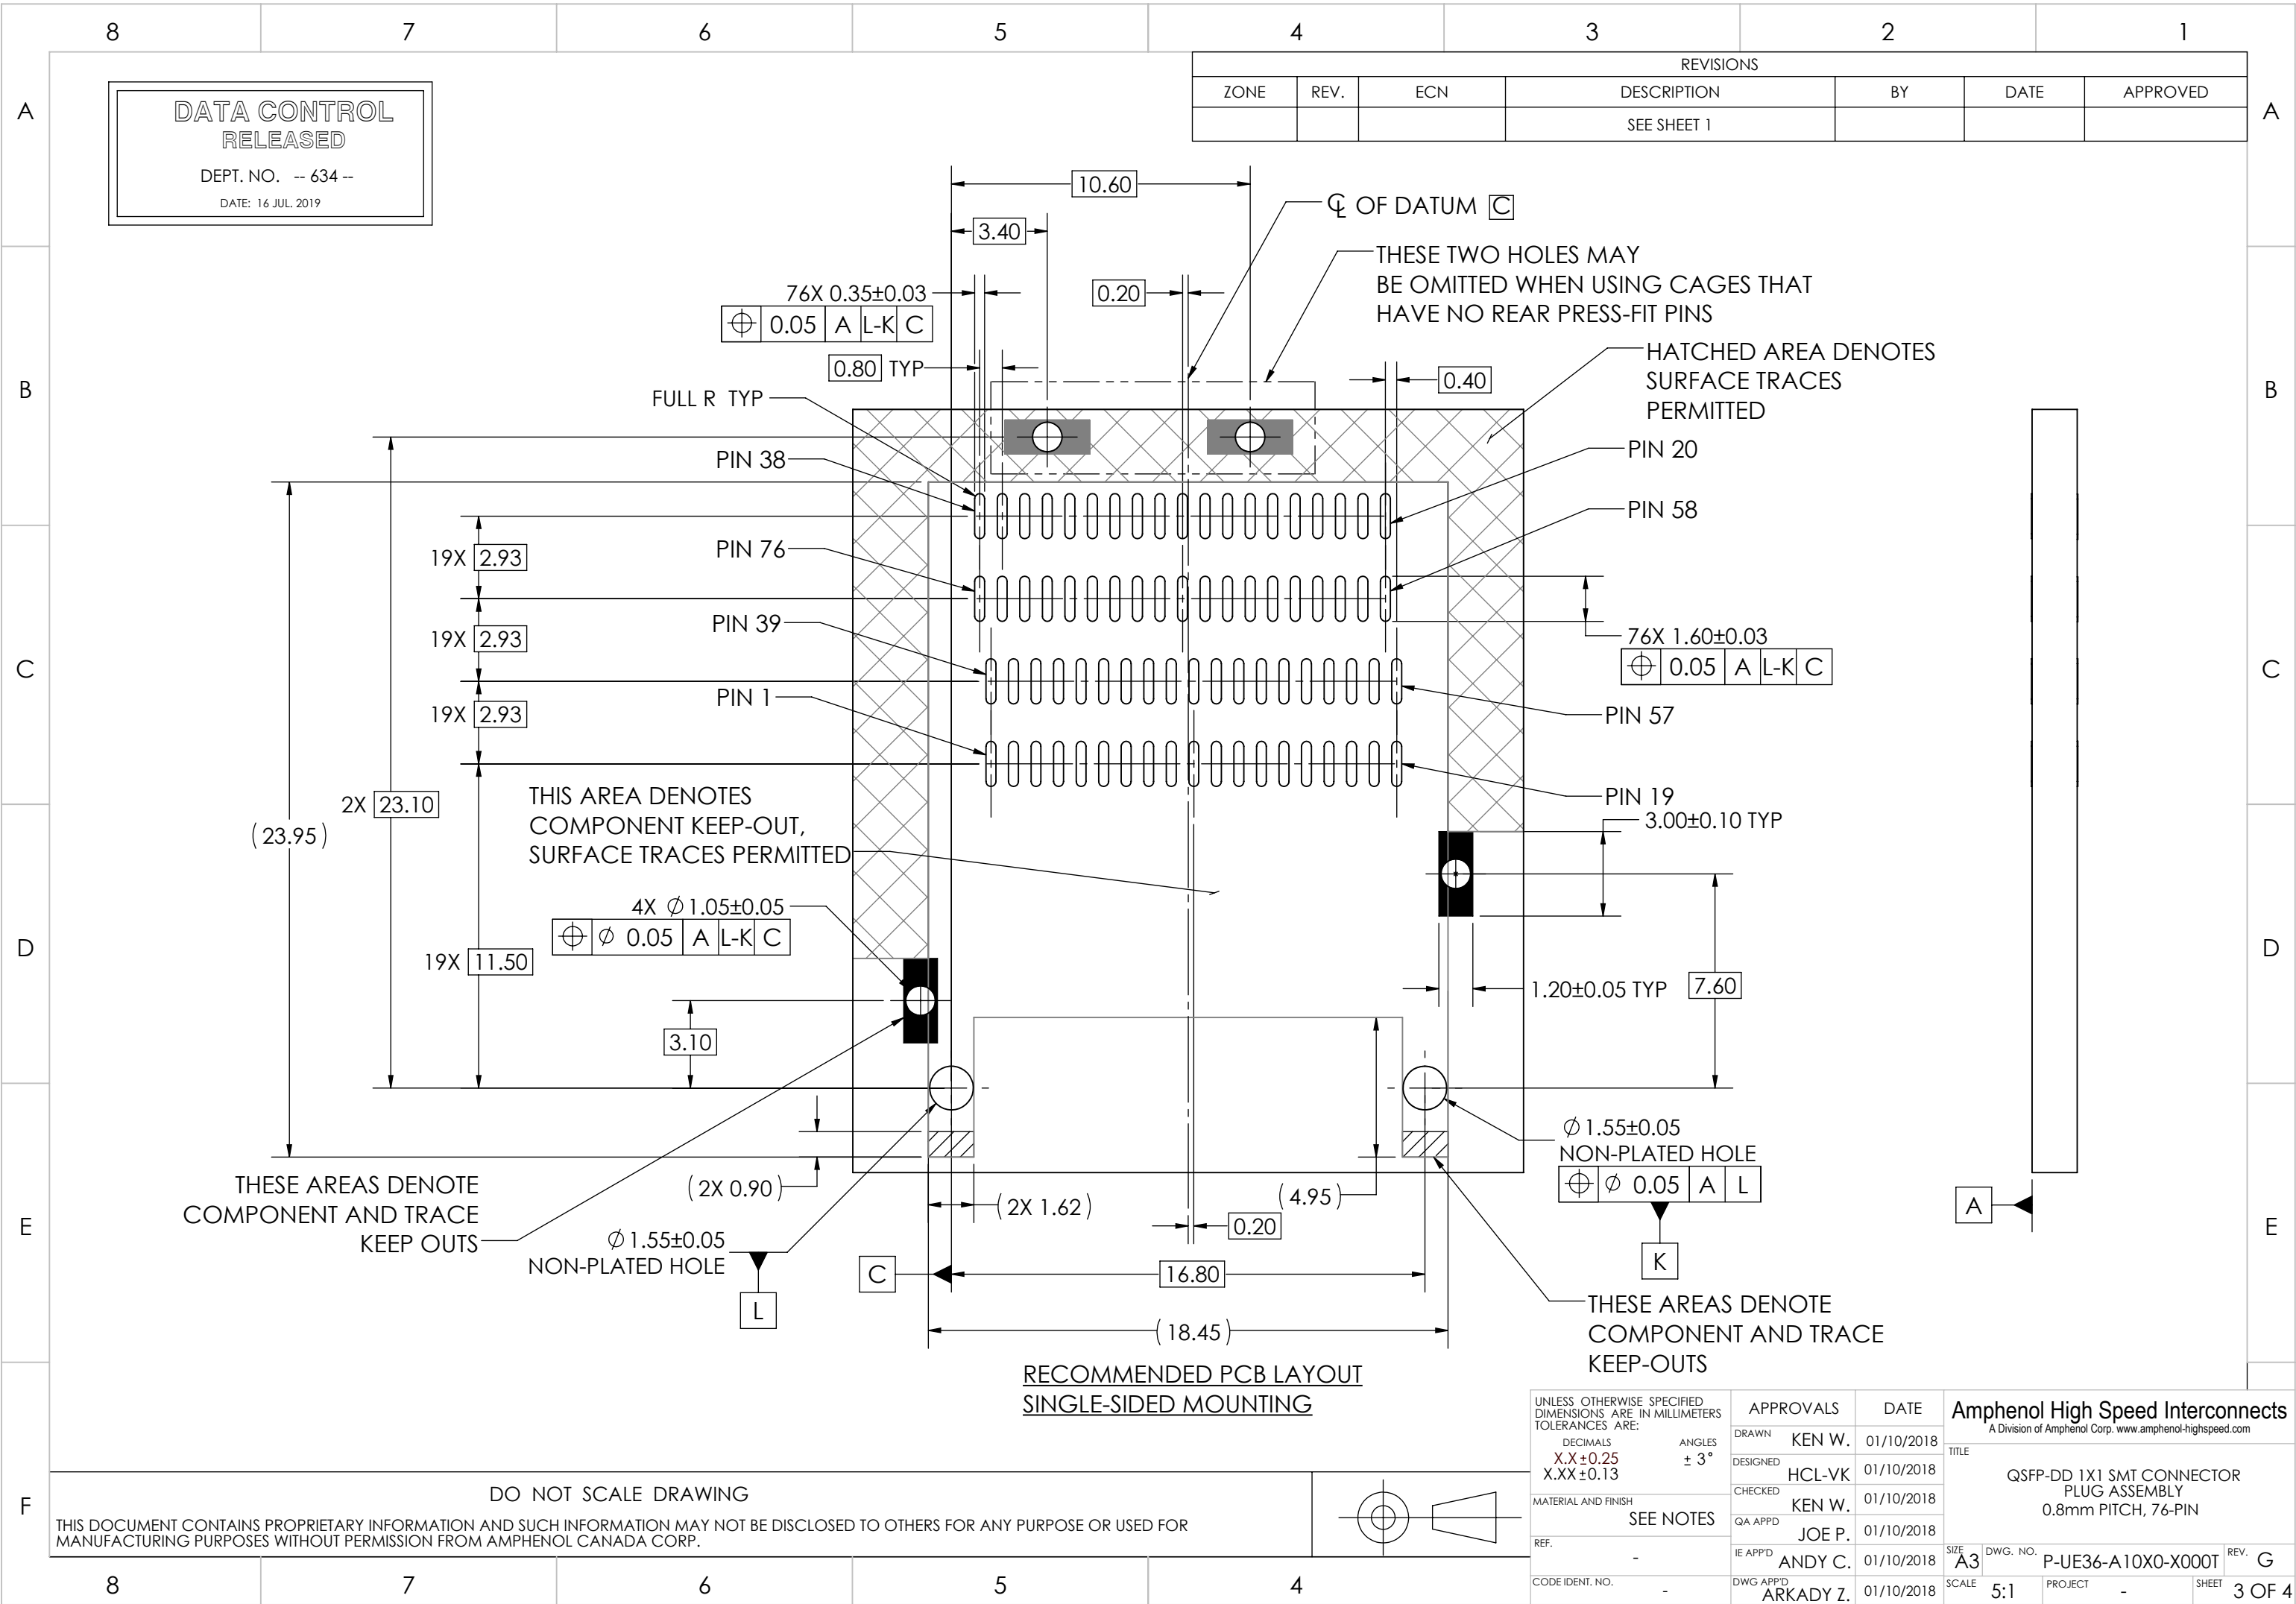 8 7 6 5 4 3 2 1
A
B
C
D
E
F
A
B
C
D
E
DATA CONTROL
RELEASED
DEPT. NO. -- 634 --
DATE: 16 JUL. 2019
REVISIONS
ZONE REV. ECN DESCRIPTION BY DATE APPROVED
SEE SHEET 1
10.60
℄ OF DATUM C
3.40
THESE TWO HOLES MAY
BE OMITTED WHEN USING CAGES THAT
HAVE NO REAR PRESS-FIT PINS
76X 0.35±0.03
⌖ 0.05 A L-K C
0.20
0.80 TYP
0.40
HATCHED AREA DENOTES
SURFACE TRACES
PERMITTED
FULL R TYP
PIN 38
PIN 20
PIN 58
19X 2.93
PIN 76
19X 2.93
PIN 39
76X 1.60±0.03
⌖ 0.05 A L-K C
19X 2.93
PIN 1
PIN 57
PIN 19
3.00±0.10 TYP
2X 23.10
(23.95)
THIS AREA DENOTES
COMPONENT KEEP-OUT,
SURFACE TRACES PERMITTED
4X ⌀1.05±0.05
⌖ ⌀ 0.05 A L-K C
19X 11.50
1.20±0.05 TYP
7.60
3.10
⌀1.55±0.05
NON-PLATED HOLE
⌖ ⌀ 0.05 A L
K
THESE AREAS DENOTE
COMPONENT AND TRACE
KEEP OUTS
(2X 0.90)
(2X 1.62)
(4.95)
0.20
A
⌀1.55±0.05
NON-PLATED HOLE
L
C
16.80
(18.45)
THESE AREAS DENOTE
COMPONENT AND TRACE
KEEP-OUTS
RECOMMENDED PCB LAYOUT
SINGLE-SIDED MOUNTING
DO NOT SCALE DRAWING
THIS DOCUMENT CONTAINS PROPRIETARY INFORMATION AND SUCH INFORMATION MAY NOT BE DISCLOSED TO OTHERS FOR ANY PURPOSE OR USED FOR
MANUFACTURING PURPOSES WITHOUT PERMISSION FROM AMPHENOL CANADA CORP.
UNLESS OTHERWISE SPECIFIED
DIMENSIONS ARE IN MILLIMETERS
TOLERANCES ARE:
DECIMALS ANGLES
X.X±0.25 ± 3°
X.XX±0.13
MATERIAL AND FINISH
SEE NOTES
REF.
-
CODE IDENT. NO.
-
APPROVALS DATE
DRAWN KEN W. 01/10/2018
DESIGNED HCL-VK 01/10/2018
CHECKED KEN W. 01/10/2018
QA APPD JOE P. 01/10/2018
IE APP'D ANDY C. 01/10/2018
DWG APP'D ARKADY Z. 01/10/2018
Amphenol High Speed Interconnects
A Division of Amphenol Corp. www.amphenol-highspeed.com
TITLE
QSFP-DD 1X1 SMT CONNECTOR
PLUG ASSEMBLY
0.8mm PITCH, 76-PIN
SIZE A3 DWG. NO. P-UE36-A10X0-X000T REV. G
SCALE 5:1 PROJECT - SHEET 3 OF 4
8 7 6 5 4